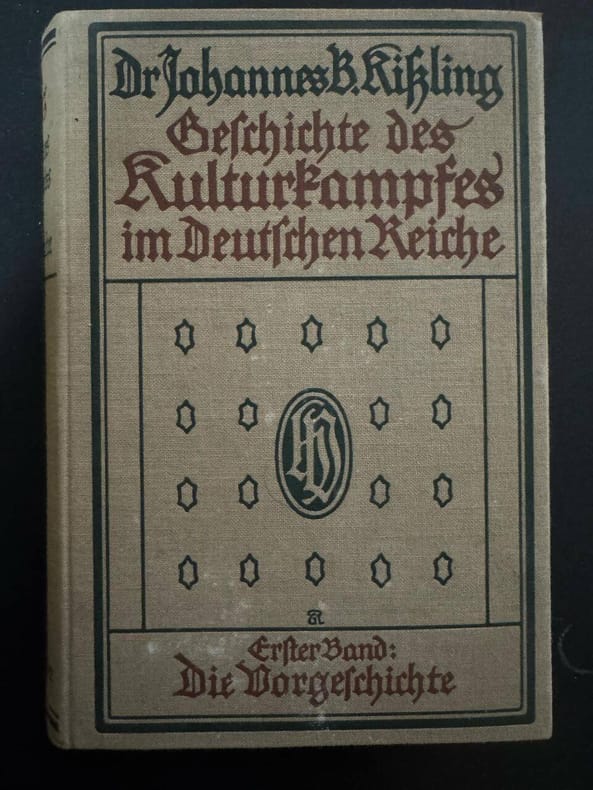 Dr Johannes B. Kißling
Geschichte des
Kulturkampfes
im Deutschen Reiche
Erster Band:
Die Vorgeschichte